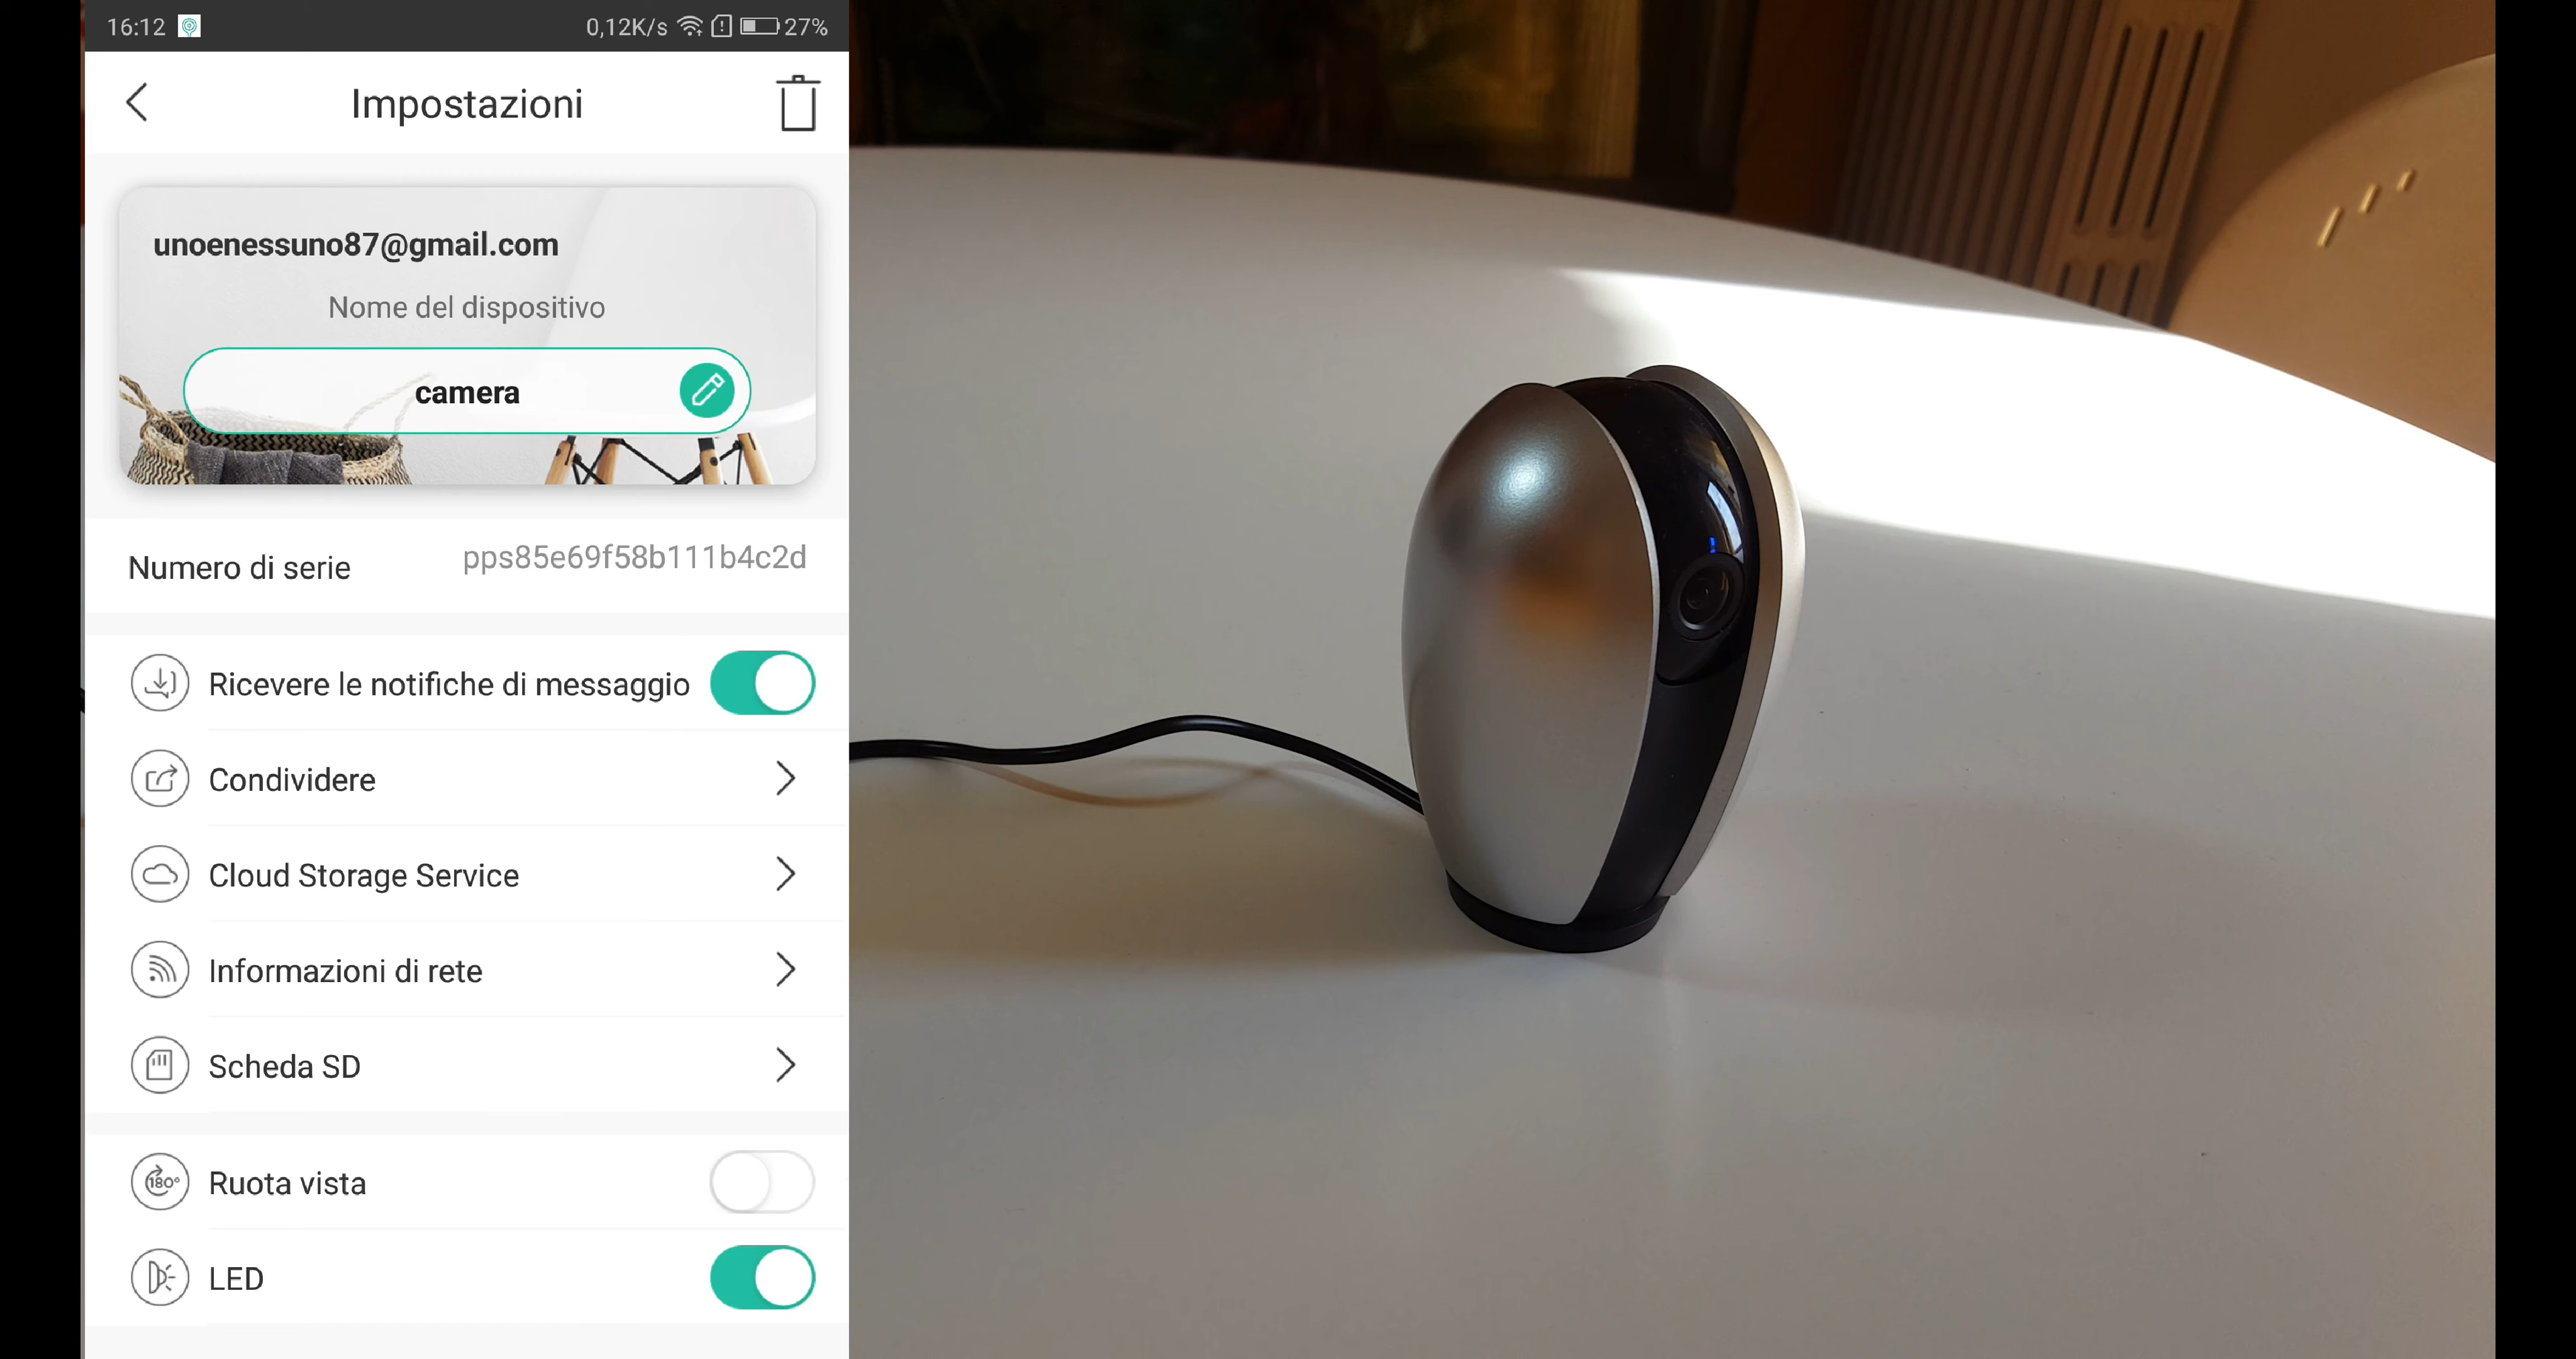 16:12 0,12K/s 27%
Impostazioni
unoenessuno87@gmail.com
Nome del dispositivo
camera
Numero di serie pps85e69f58b111b4c2d
Ricevere le notifiche di messaggio
Condividere
Cloud Storage Service
Informazioni di rete
Scheda SD
180° Ruota vista
LED